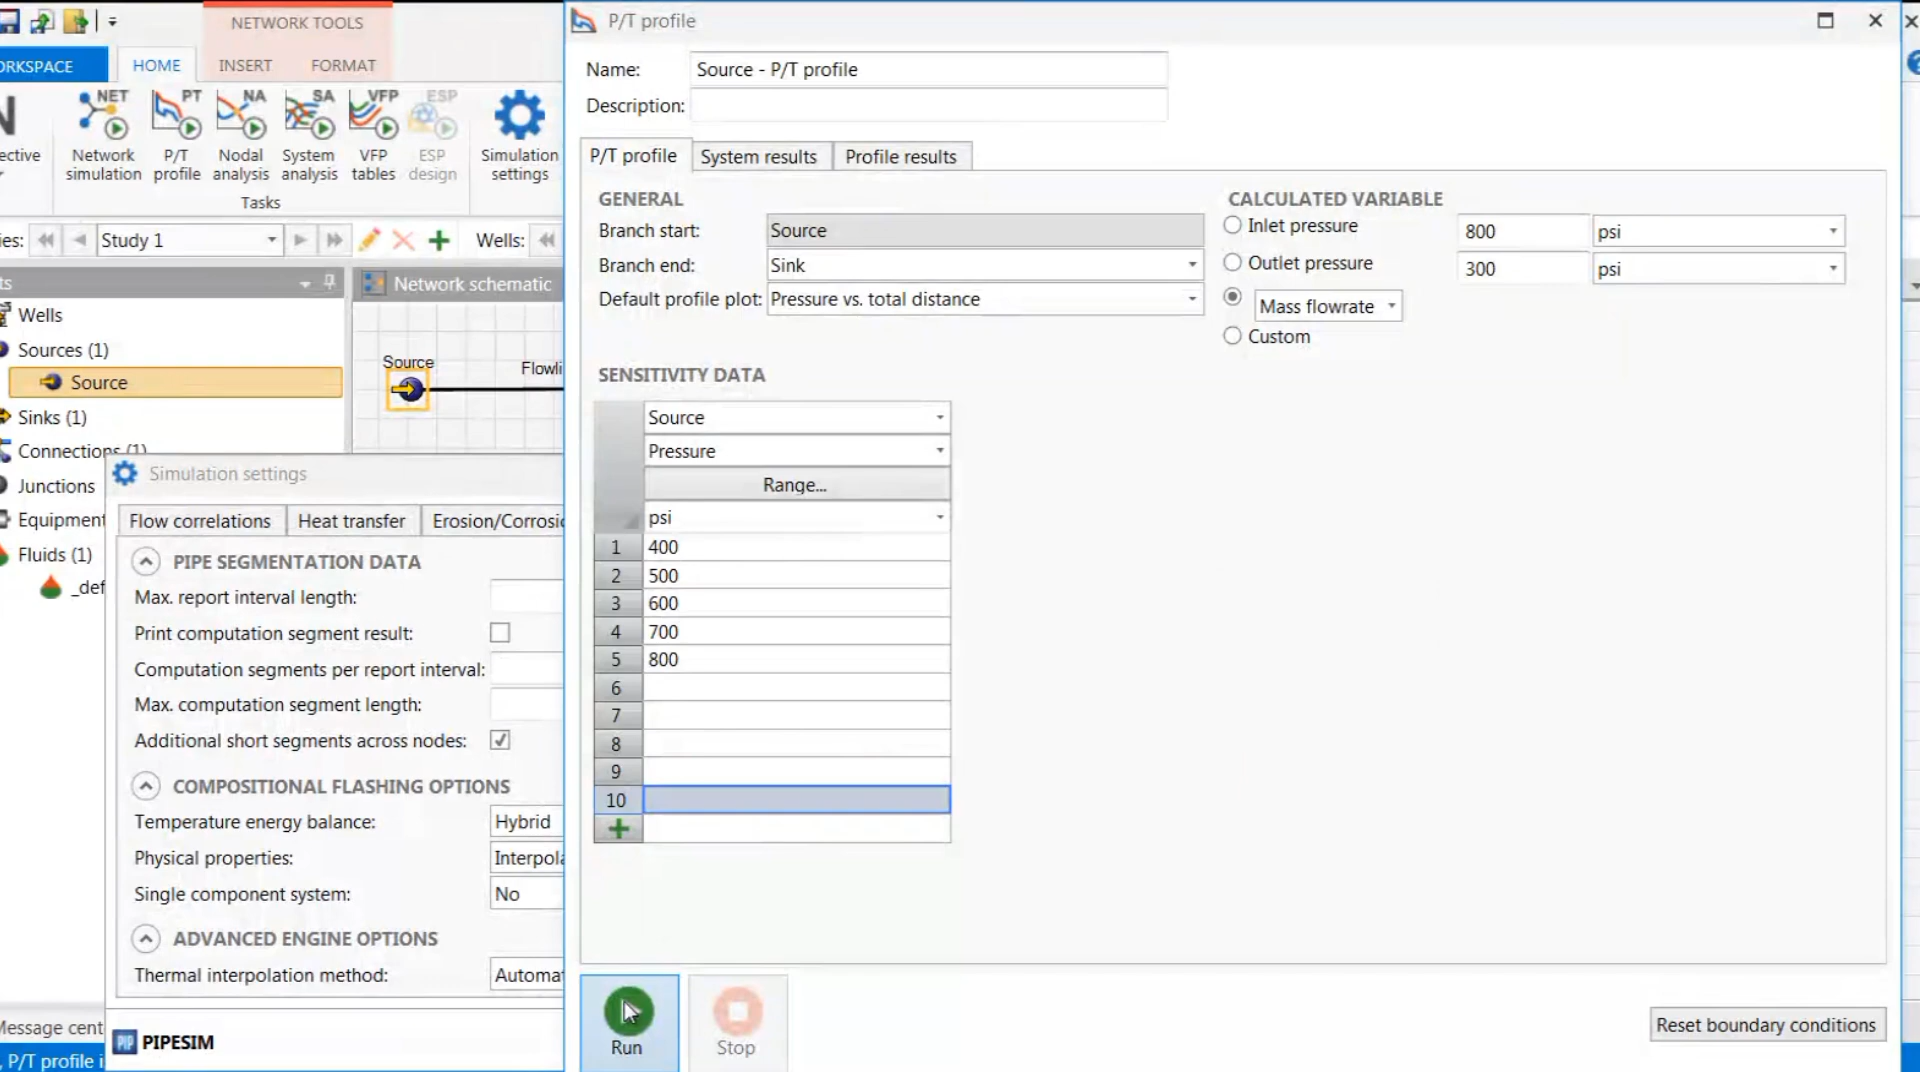 NETWORK TOOLS
ORKSPACE
HOME
INSERT
FORMAT
NET
PT
NA
SA
VFP
ESP
ective
Network simulation
P/T profile
Nodal analysis
System analysis
VFP tables
ESP design
Simulation settings
Tasks
ies:
Study 1
Wells:
ts
Network schematic
Wells
Sources (1)
Source
Sinks (1)
Connections (1)
Junctions
Equipment
Fluids (1)
_def
Source
Flowli
Simulation settings
Flow correlations
Heat transfer
Erosion/Corrosio
PIPE SEGMENTATION DATA
Max. report interval length:
Print computation segment result:
Computation segments per report interval:
Max. computation segment length:
Additional short segments across nodes:
COMPOSITIONAL FLASHING OPTIONS
Temperature energy balance:
Hybrid
Physical properties:
Interpola
Single component system:
No
ADVANCED ENGINE OPTIONS
Thermal interpolation method:
Automat
Message cent
PIP PIPESIM
, P/T profile i
P/T profile
Name:
Source - P/T profile
Description:
P/T profile
System results
Profile results
GENERAL
Branch start:
Source
Branch end:
Sink
Default profile plot:
Pressure vs. total distance
CALCULATED VARIABLE
Inlet pressure
800
psi
Outlet pressure
300
psi
Mass flowrate
Custom
SENSITIVITY DATA
Source
Pressure
Range...
psi
1 400
2 500
3 600
4 700
5 800
6
7
8
9
10
Run
Stop
Reset boundary conditions